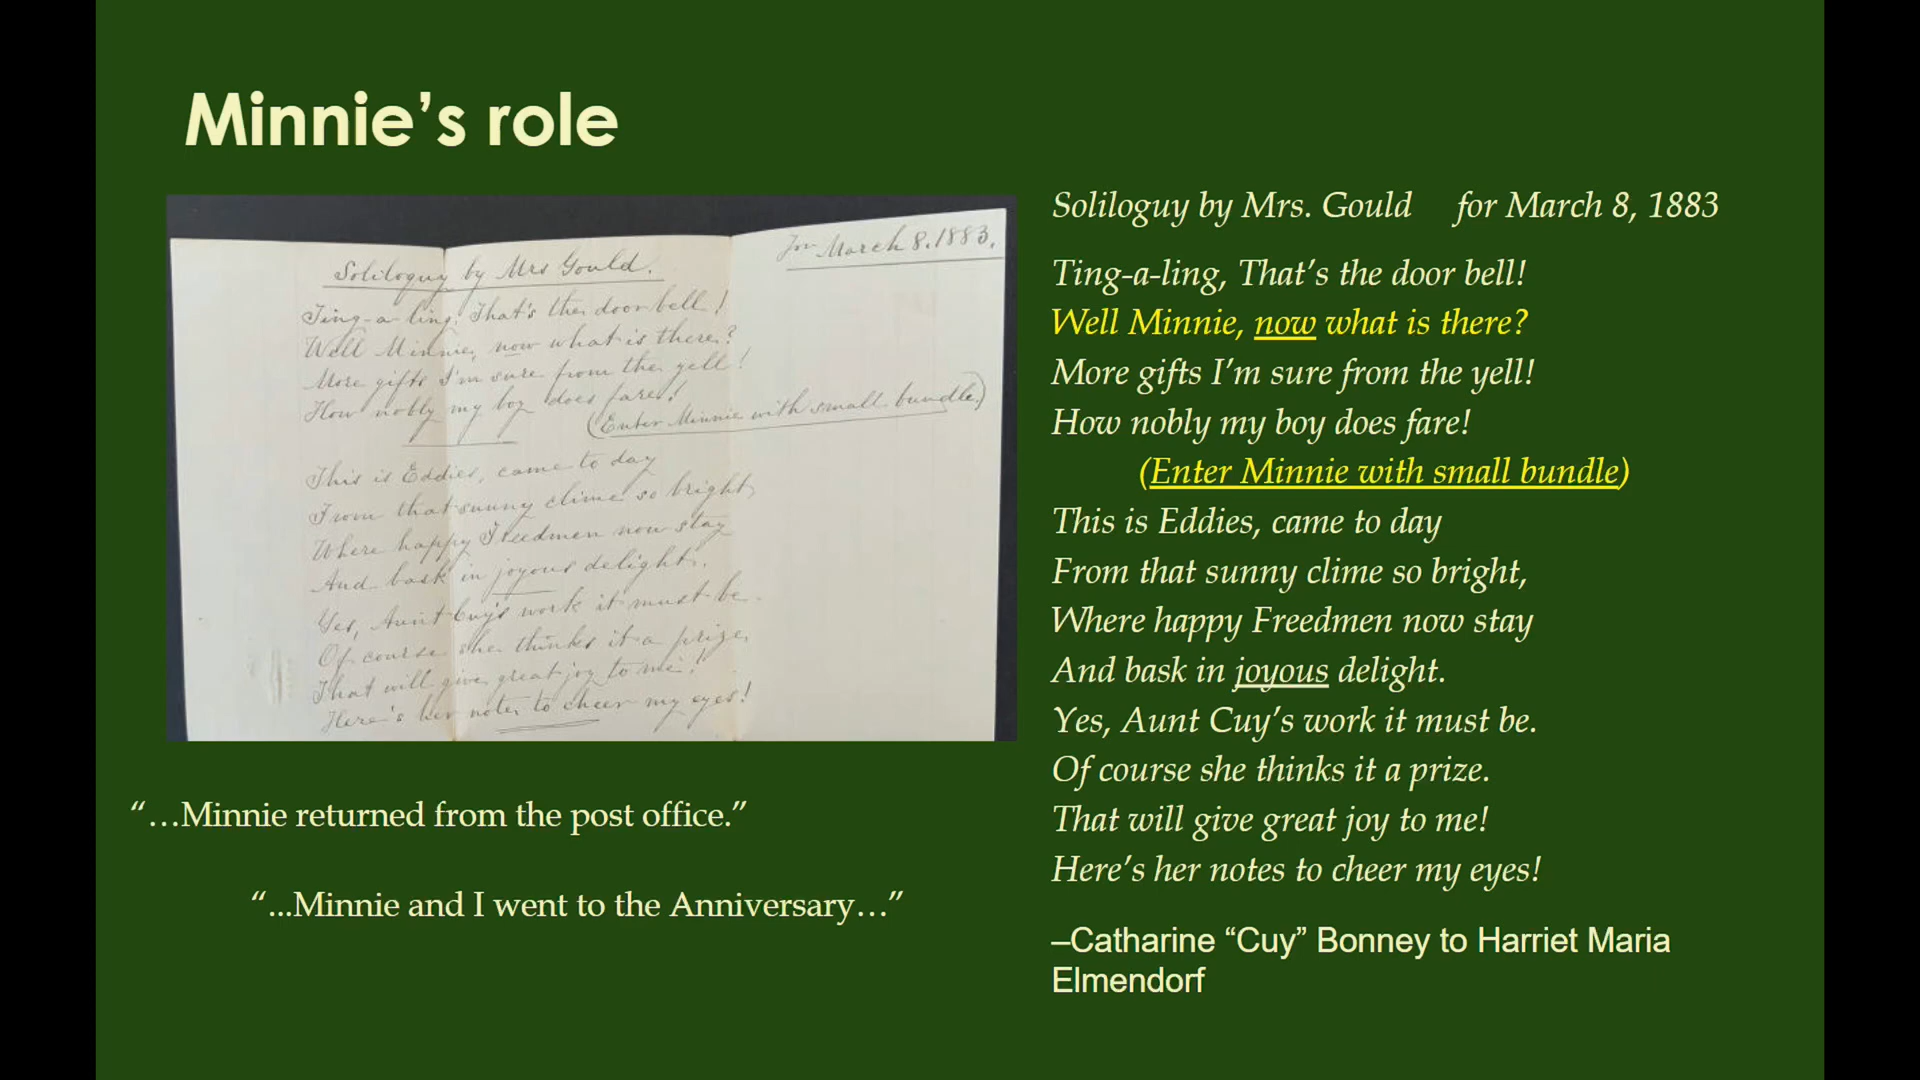 Minnie’s role
Soliloguy by Mrs Gould.
for March 8. 1883.
Ting-a-ling, That's the door bell!
Well Minnie, now what is there?
More gifts I'm sure from the yell!
How nobly my boy does fare!
(Enter Minnie with small bundle.)
This is Eddies, came to day
From that sunny clime so bright,
Where happy Freedmen now stay
And bask in joyous delight.
Yes, Aunt Cuy's work it must be.
Of course she thinks it a prize,
That will give great joy to me!
Here's her notes to cheer my eyes!
“…Minnie returned from the post office.”
“...Minnie and I went to the Anniversary…”
Soliloguy by Mrs. Gould for March 8, 1883
Ting-a-ling, That’s the door bell!
Well Minnie, now what is there?
More gifts I’m sure from the yell!
How nobly my boy does fare!
(Enter Minnie with small bundle)
This is Eddies, came to day
From that sunny clime so bright,
Where happy Freedmen now stay
And bask in joyous delight.
Yes, Aunt Cuy’s work it must be.
Of course she thinks it a prize.
That will give great joy to me!
Here’s her notes to cheer my eyes!
–Catharine “Cuy” Bonney to Harriet Maria
Elmendorf